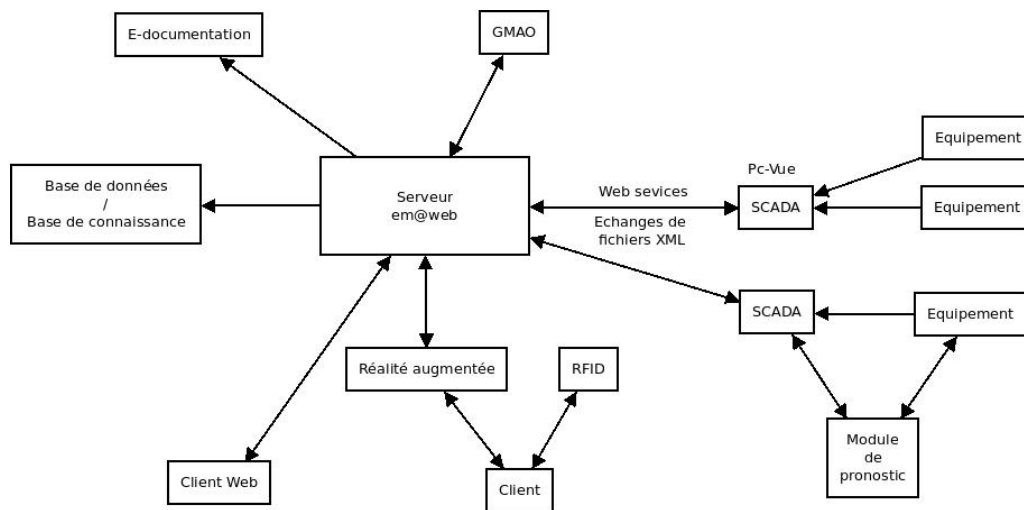 E-documentation
GMAO
Equipement
Base de données
/
Base de connaissance
Serveur
em@web
Web sevices
Echanges de
fichiers XML
Pc-Vue
SCADA
Equipement
SCADA
Equipement
Réalité augmentée
RFID
Module
de
pronostic
Client Web
Client